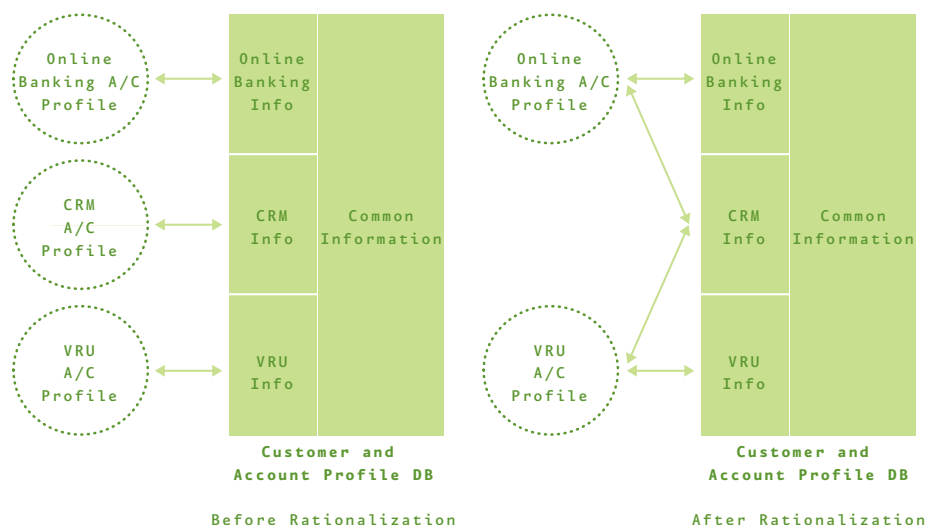 Online
Banking A/C
Profile
CRM
A/C
Profile
VRU
A/C
Profile
Online
Banking
Info
CRM
Info
VRU
Info
Common
Information
Customer and
Account Profile DB
Before Rationalization
Online
Banking A/C
Profile
VRU
A/C
Profile
Online
Banking
Info
CRM
Info
VRU
Info
Common
Information
Customer and
Account Profile DB
After Rationalization